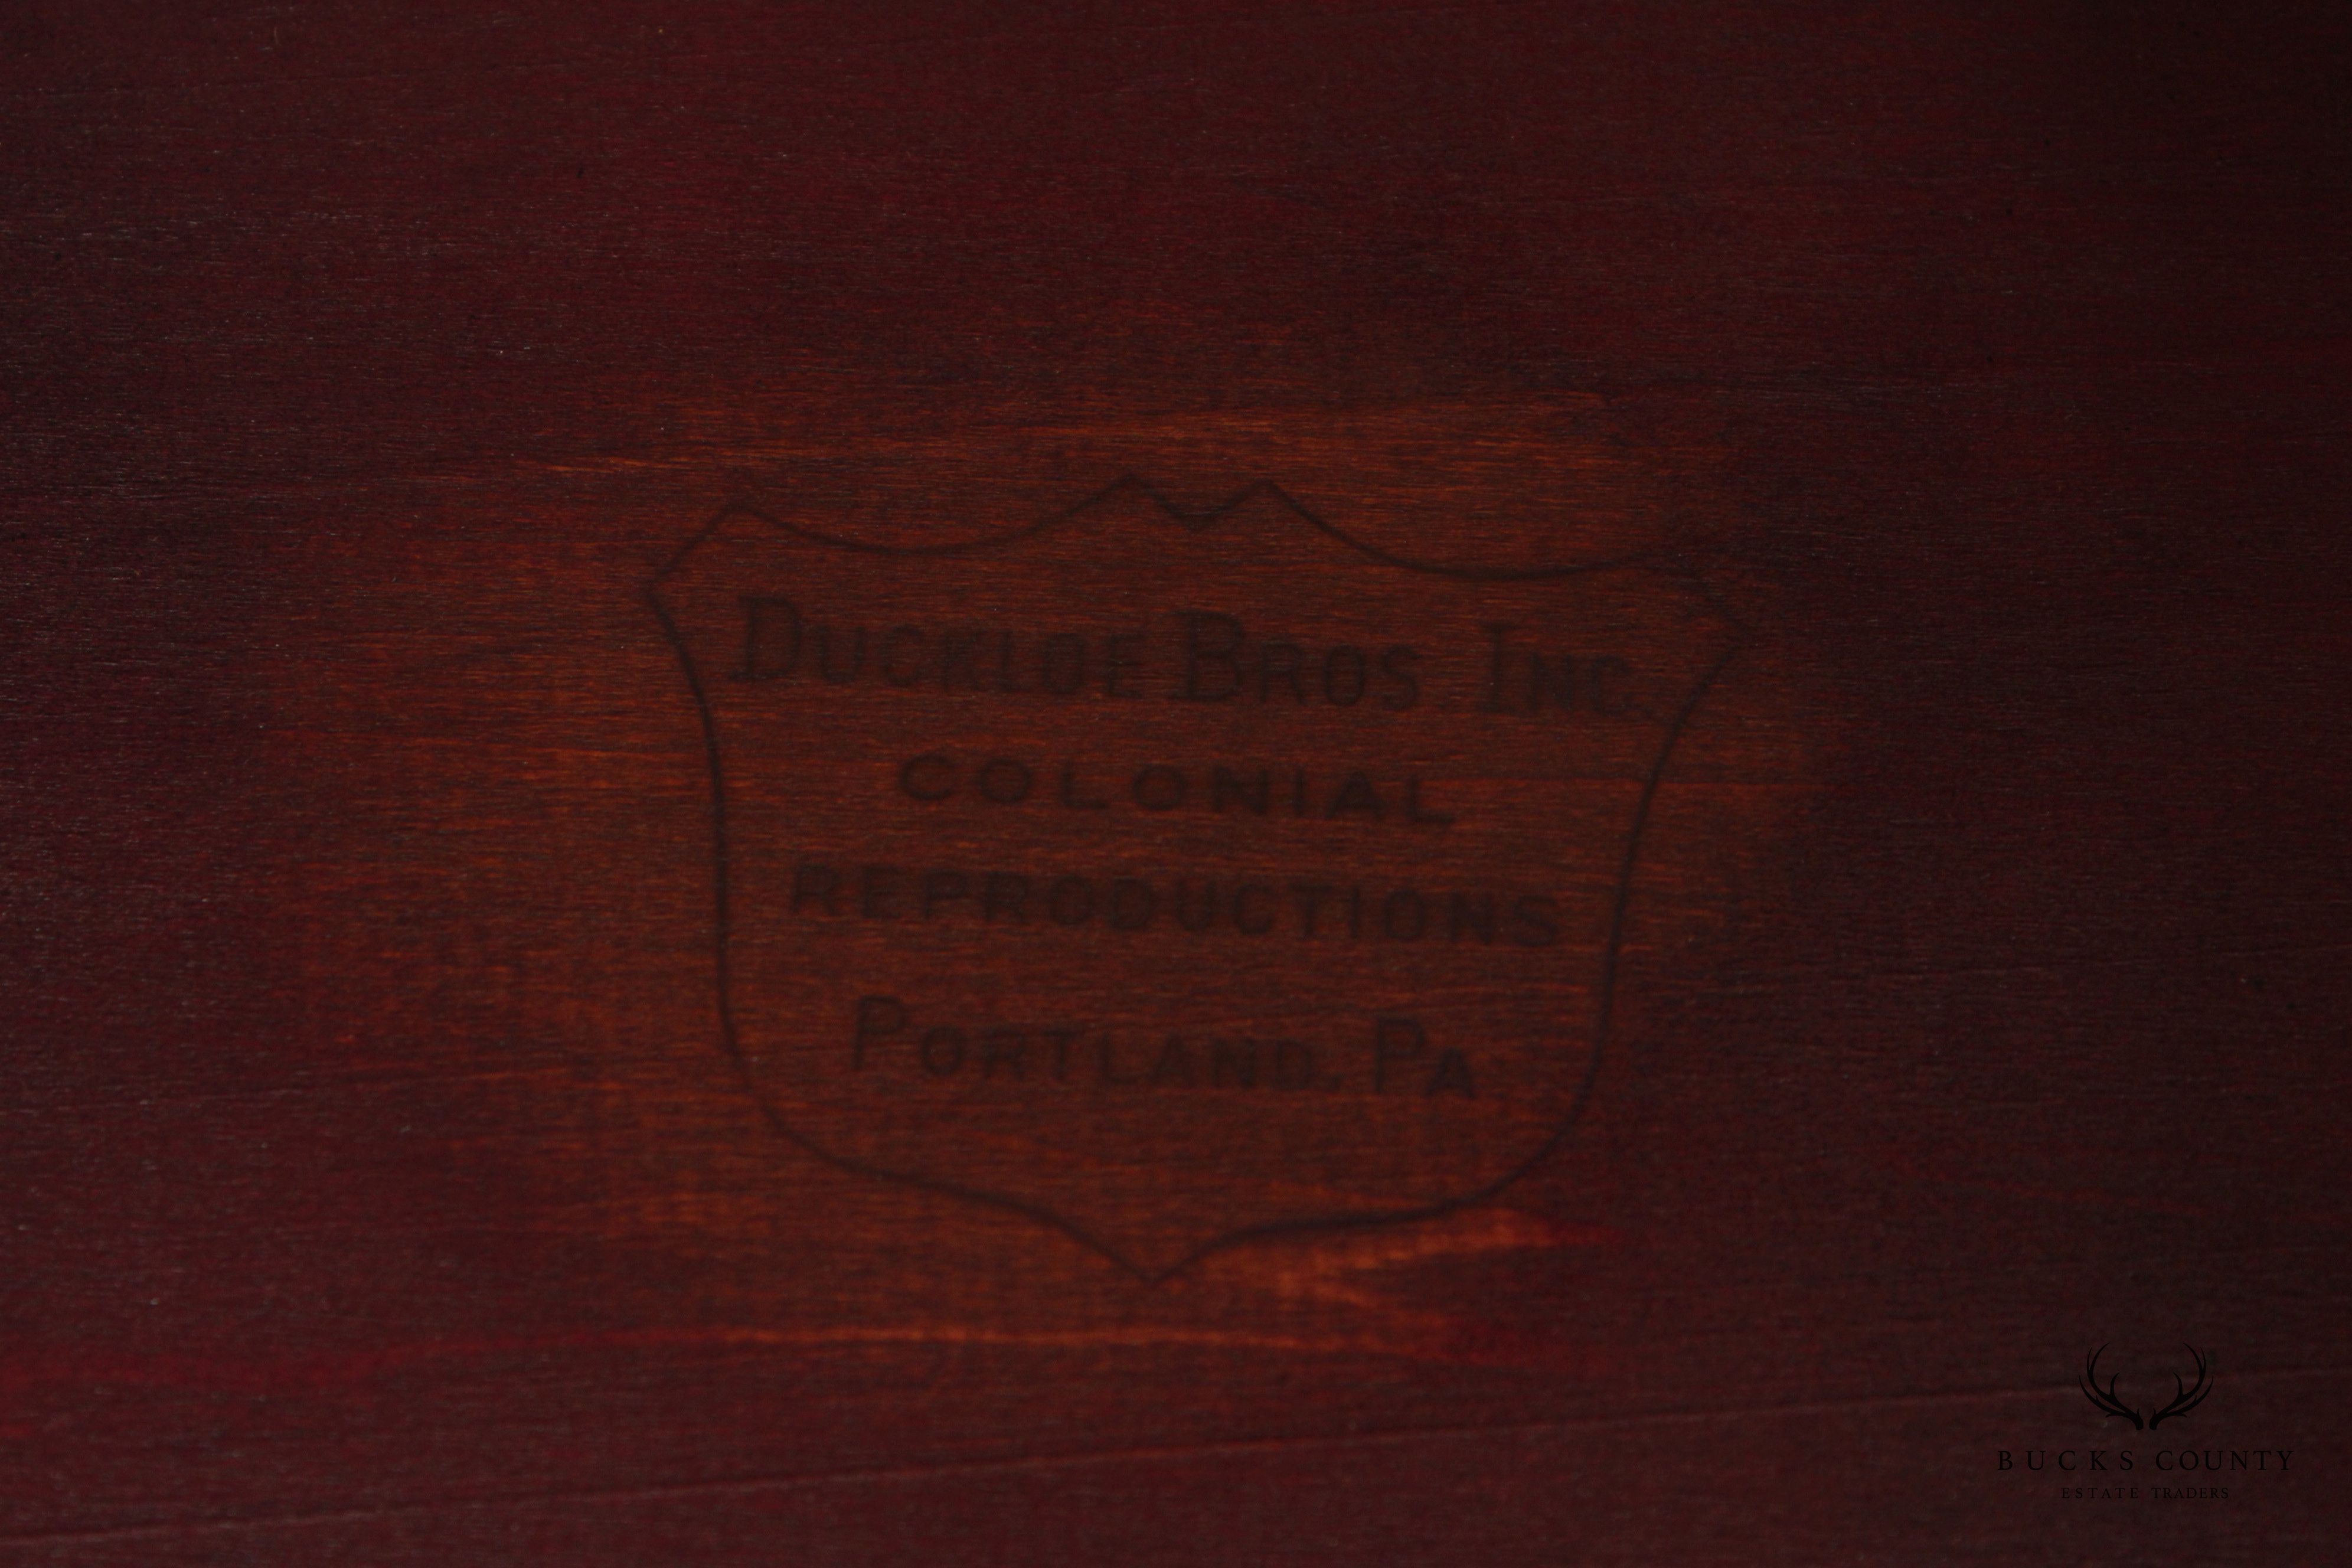 DUCKLOE BROS. INC.
COLONIAL
REPRODUCTIONS
PORTLAND, PA
BUCKS COUNTY
ESTATE TRADERS